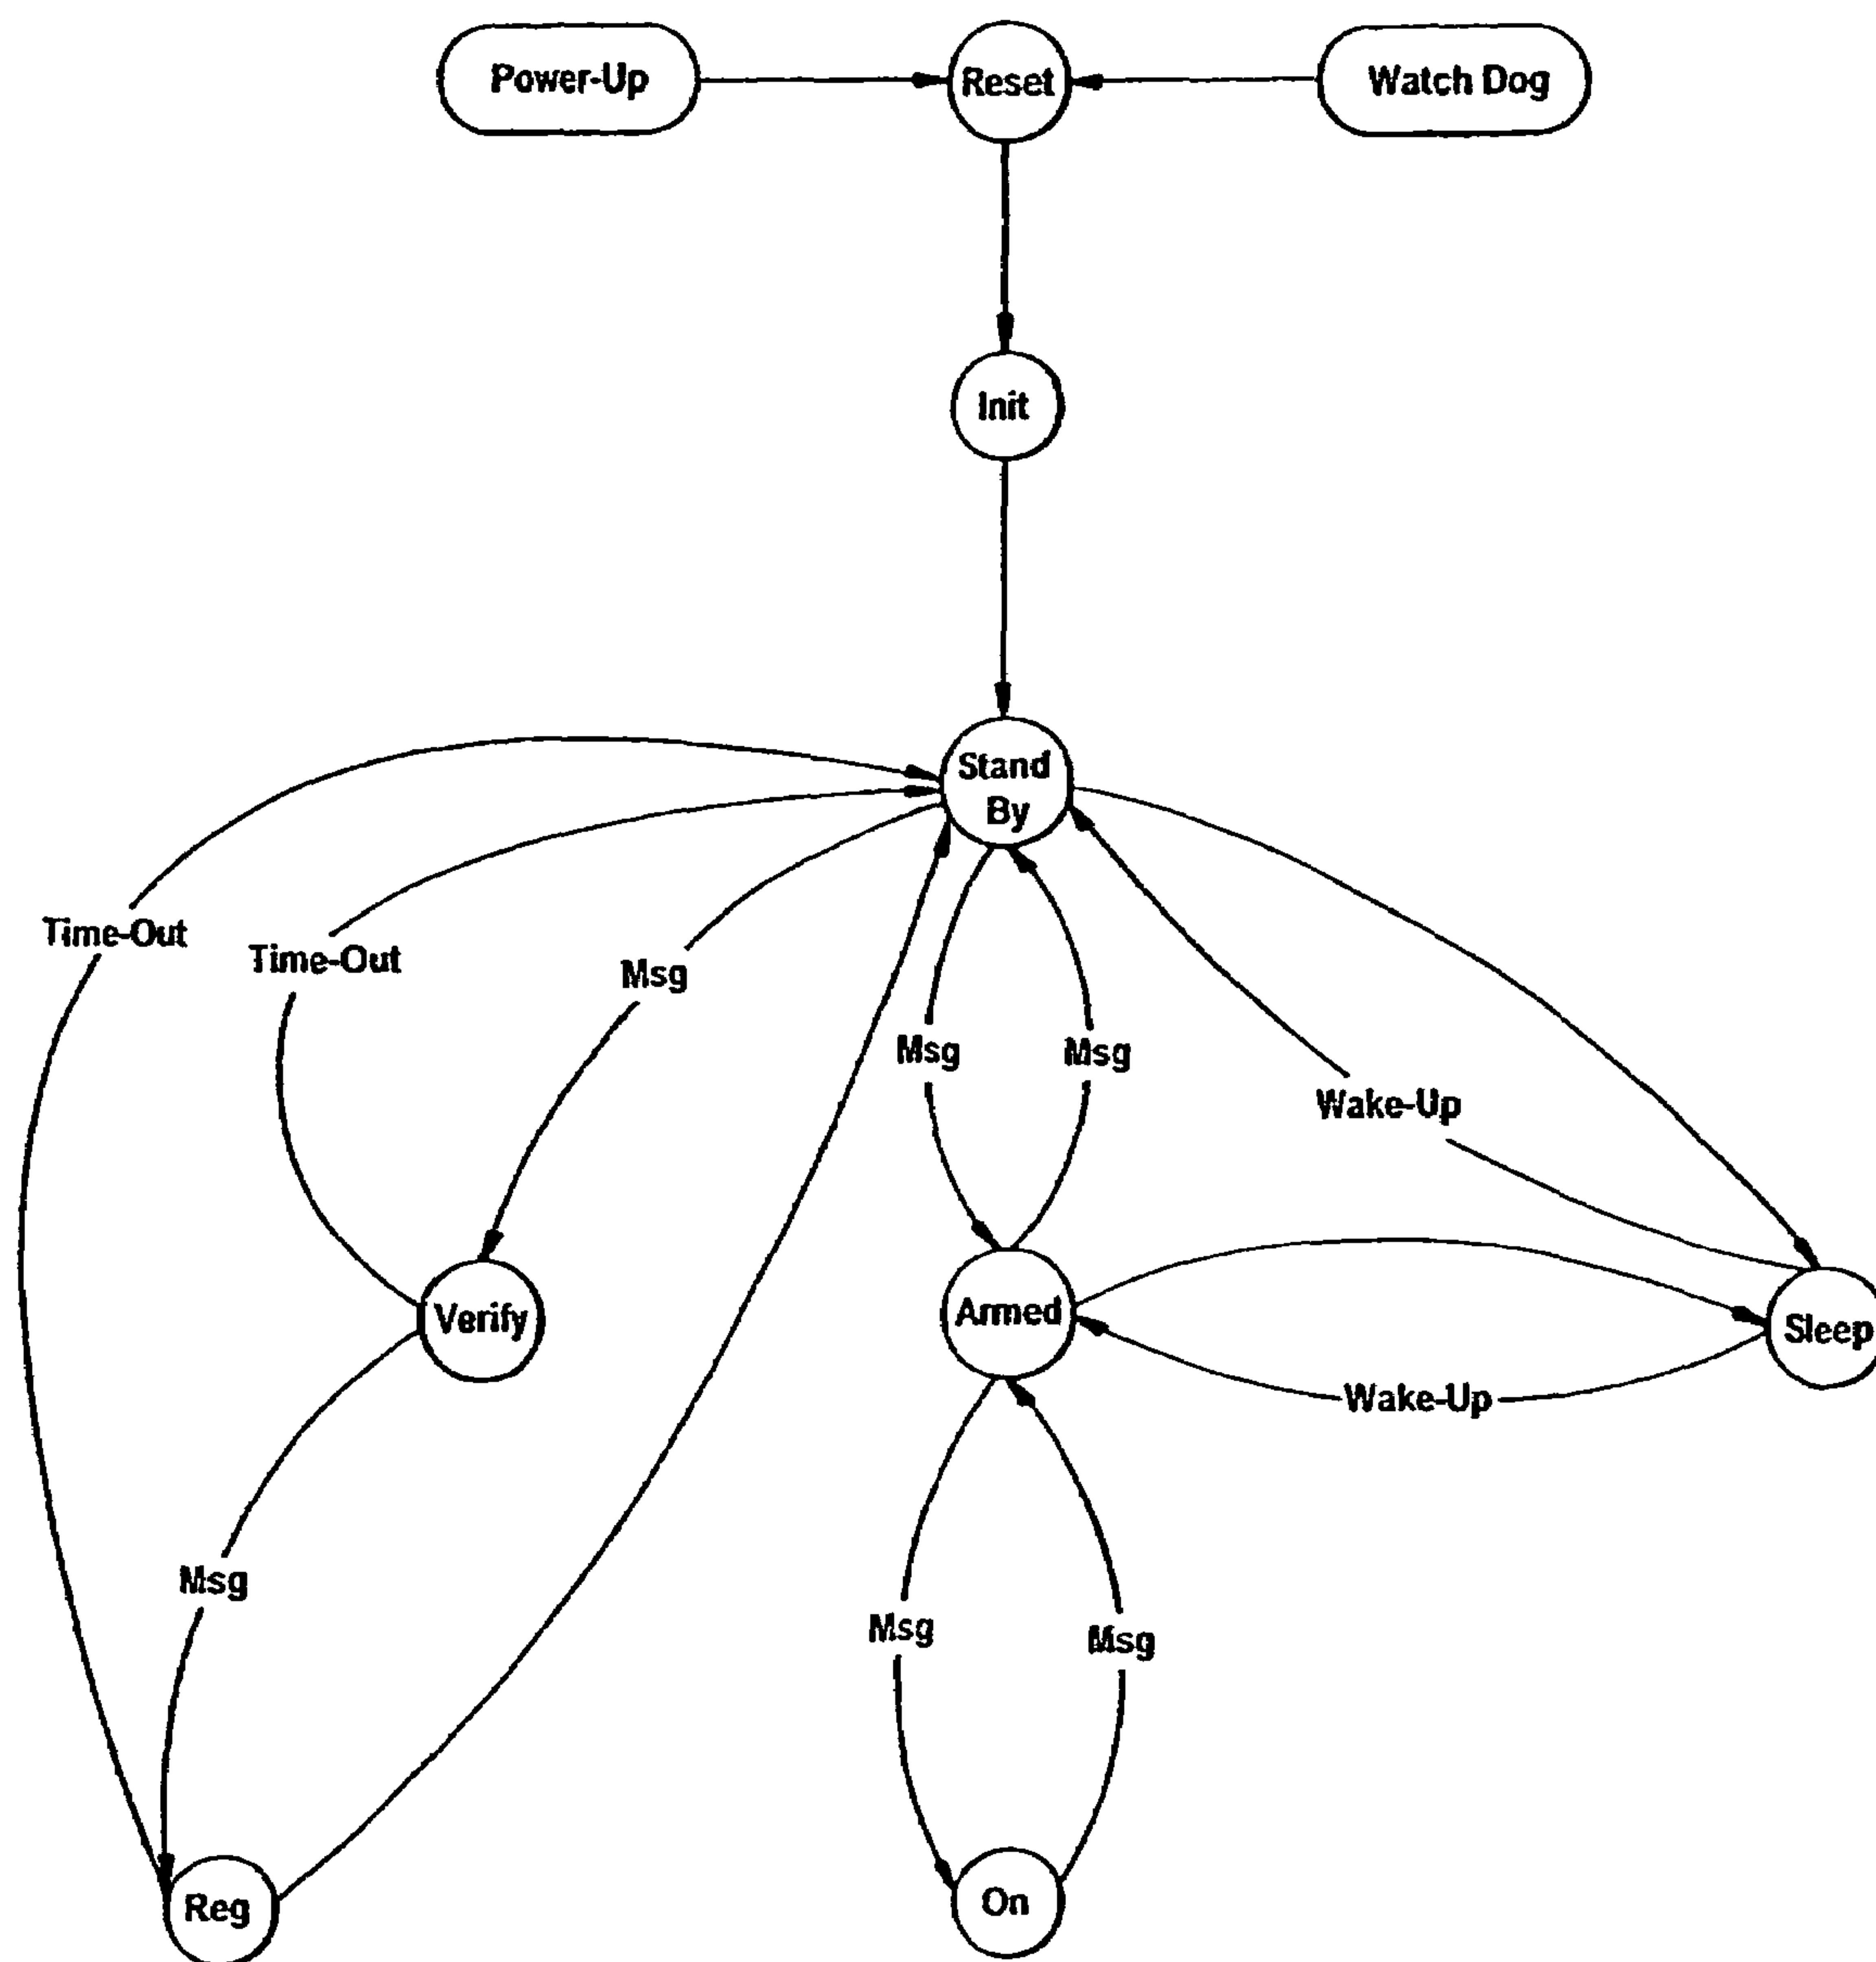 Power-Up
Reset
Watch Dog
Init
Stand
By
Time-Out
Time-Out
Msg
Msg
Msg
Wake-Up
Verify
Armed
Sleep
Wake-Up
Msg
Msg
Msg
Reg
On